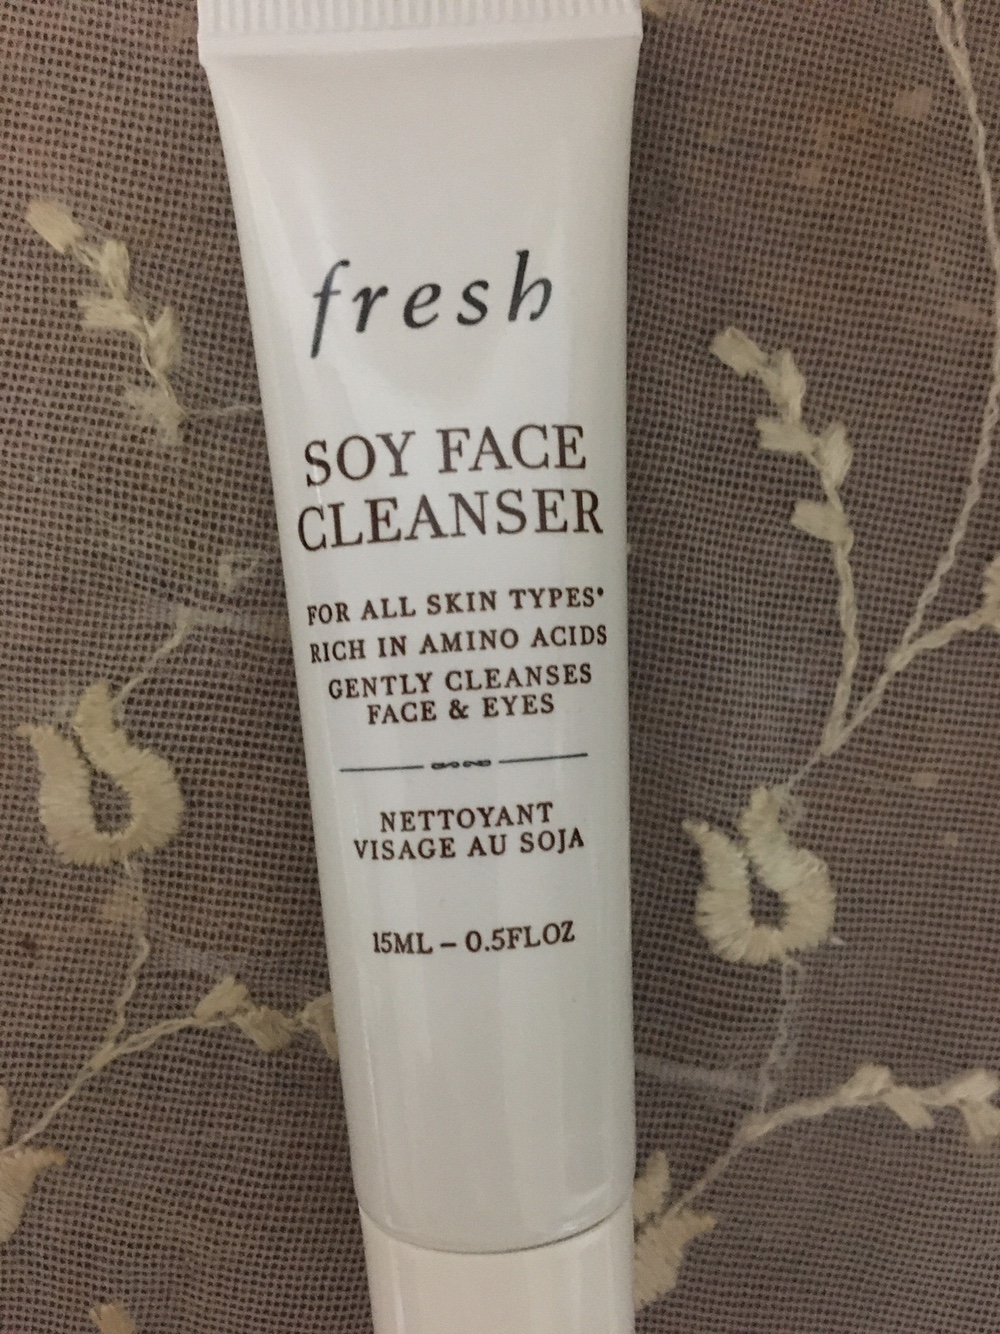 fresh
SOY FACE
CLEANSER
FOR ALL SKIN TYPES*
RICH IN AMINO ACIDS
GENTLY CLEANSES
FACE & EYES
NETTOYANT
VISAGE AU SOJA
15ML – 0.5FLOZ